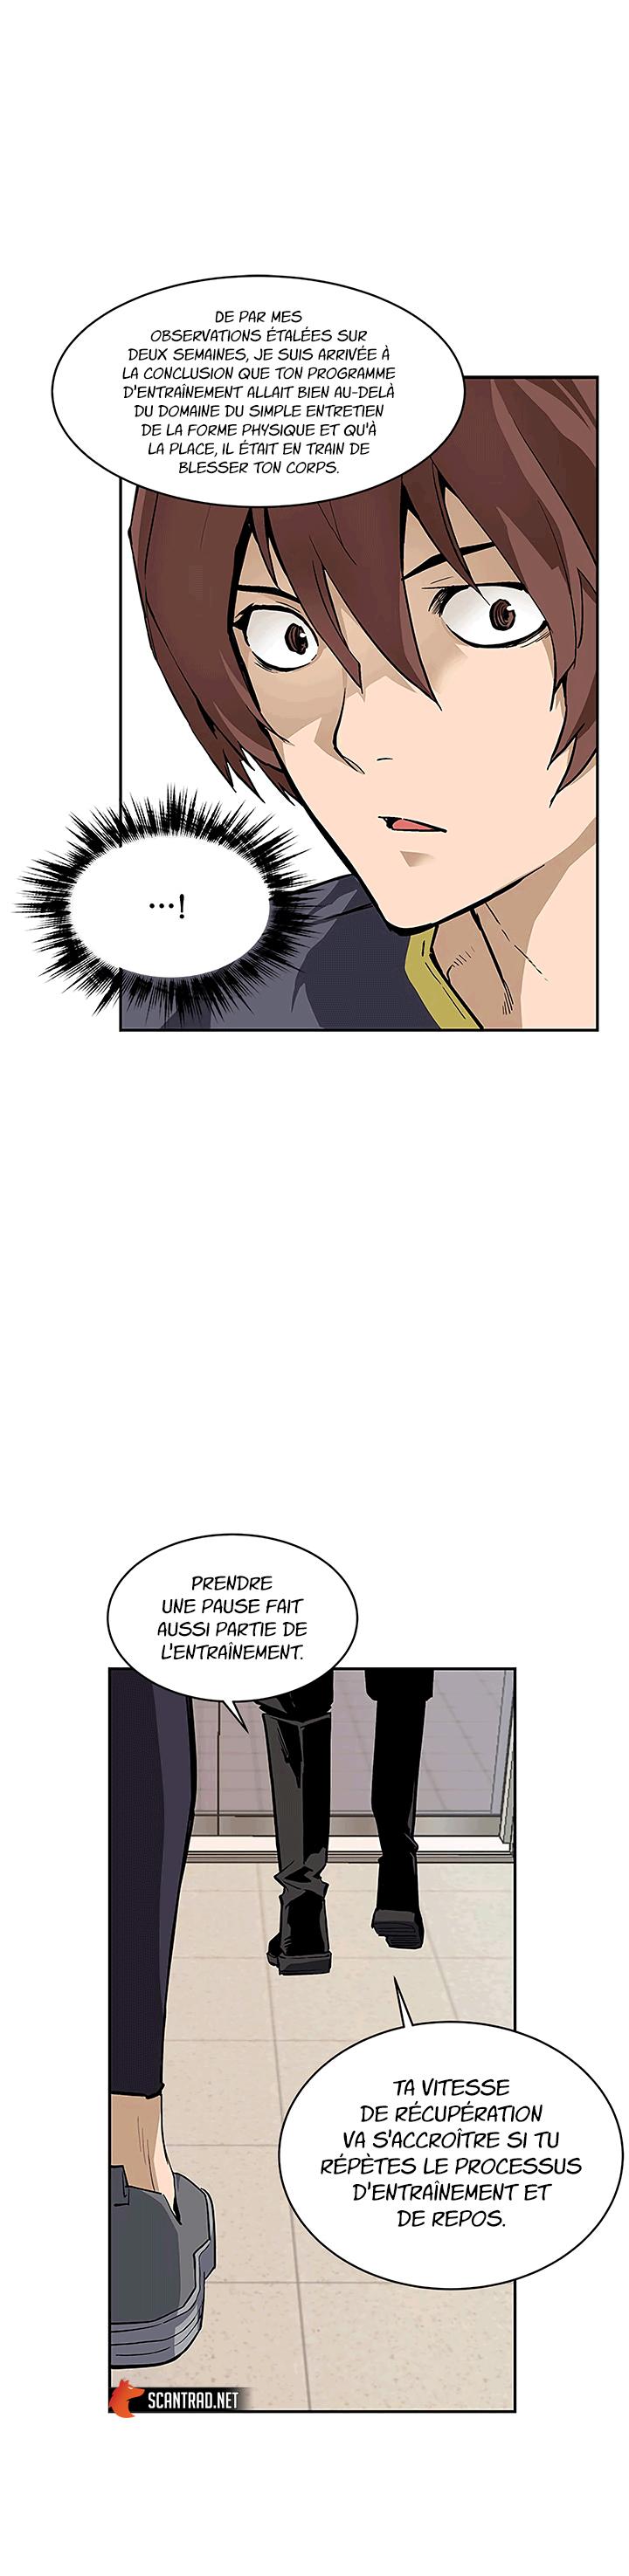 DE PAR MES
OBSERVATIONS ÉTALÉES SUR
DEUX SEMAINES, JE SUIS ARRIVÉE À
LA CONCLUSION QUE TON PROGRAMME
D'ENTRAÎNEMENT ALLAIT BIEN AU-DELÀ
DU DOMAINE DU SIMPLE ENTRETIEN
DE LA FORME PHYSIQUE ET QU'À
LA PLACE, IL ÉTAIT EN TRAIN DE
BLESSER TON CORPS.
...!
PRENDRE
UNE PAUSE FAIT
AUSSI PARTIE DE
L'ENTRAÎNEMENT.
TA VITESSE
DE RÉCUPÉRATION
VA S'ACCROÎTRE SI TU
RÉPÈTES LE PROCESSUS
D'ENTRAÎNEMENT ET
DE REPOS.
SCANTRAD.NET